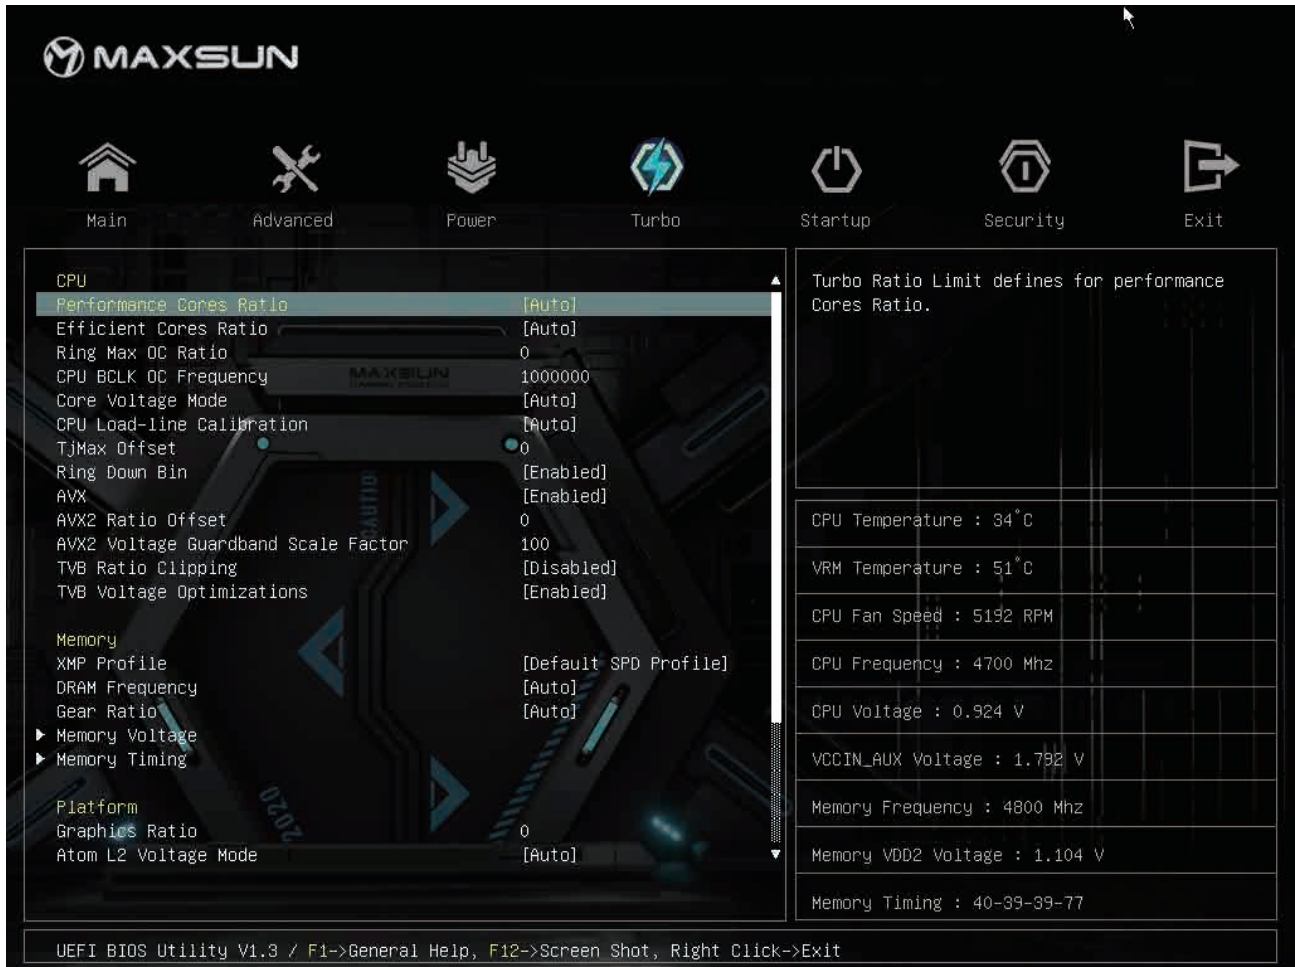 MAXSUN
Main Advanced Power Turbo Startup Security Exit
CPU
Performance Cores Ratio [Auto]
Efficient Cores Ratio [Auto]
Ring Max OC Ratio 0
CPU BCLK OC Frequency 1000000
Core Voltage Mode [Auto]
CPU Load-line Calibration [Auto]
TjMax Offset 0
Ring Down Bin [Enabled]
AVX [Enabled]
AVX2 Ratio Offset 0
AVX2 Voltage Guardband Scale Factor 100
TVB Ratio Clipping [Disabled]
TVB Voltage Optimizations [Enabled]
Memory
XMP Profile [Default SPD Profile]
DRAM Frequency [Auto]
Gear Ratio [Auto]
Memory Voltage
Memory Timing
Platform
Graphics Ratio 0
Atom L2 Voltage Mode [Auto]
MAXSUN
CAUTION
2020
Turbo Ratio Limit defines for performance
Cores Ratio.
CPU Temperature : 34°C
VRM Temperature : 51°C
CPU Fan Speed : 5192 RPM
CPU Frequency : 4700 Mhz
CPU Voltage : 0.924 V
VCCIN_AUX Voltage : 1.792 V
Memory Frequency : 4800 Mhz
Memory VDD2 Voltage : 1.104 V
Memory Timing : 40-39-39-77
UEFI BIOS Utility V1.3 / F1->General Help, F12->Screen Shot, Right Click->Exit